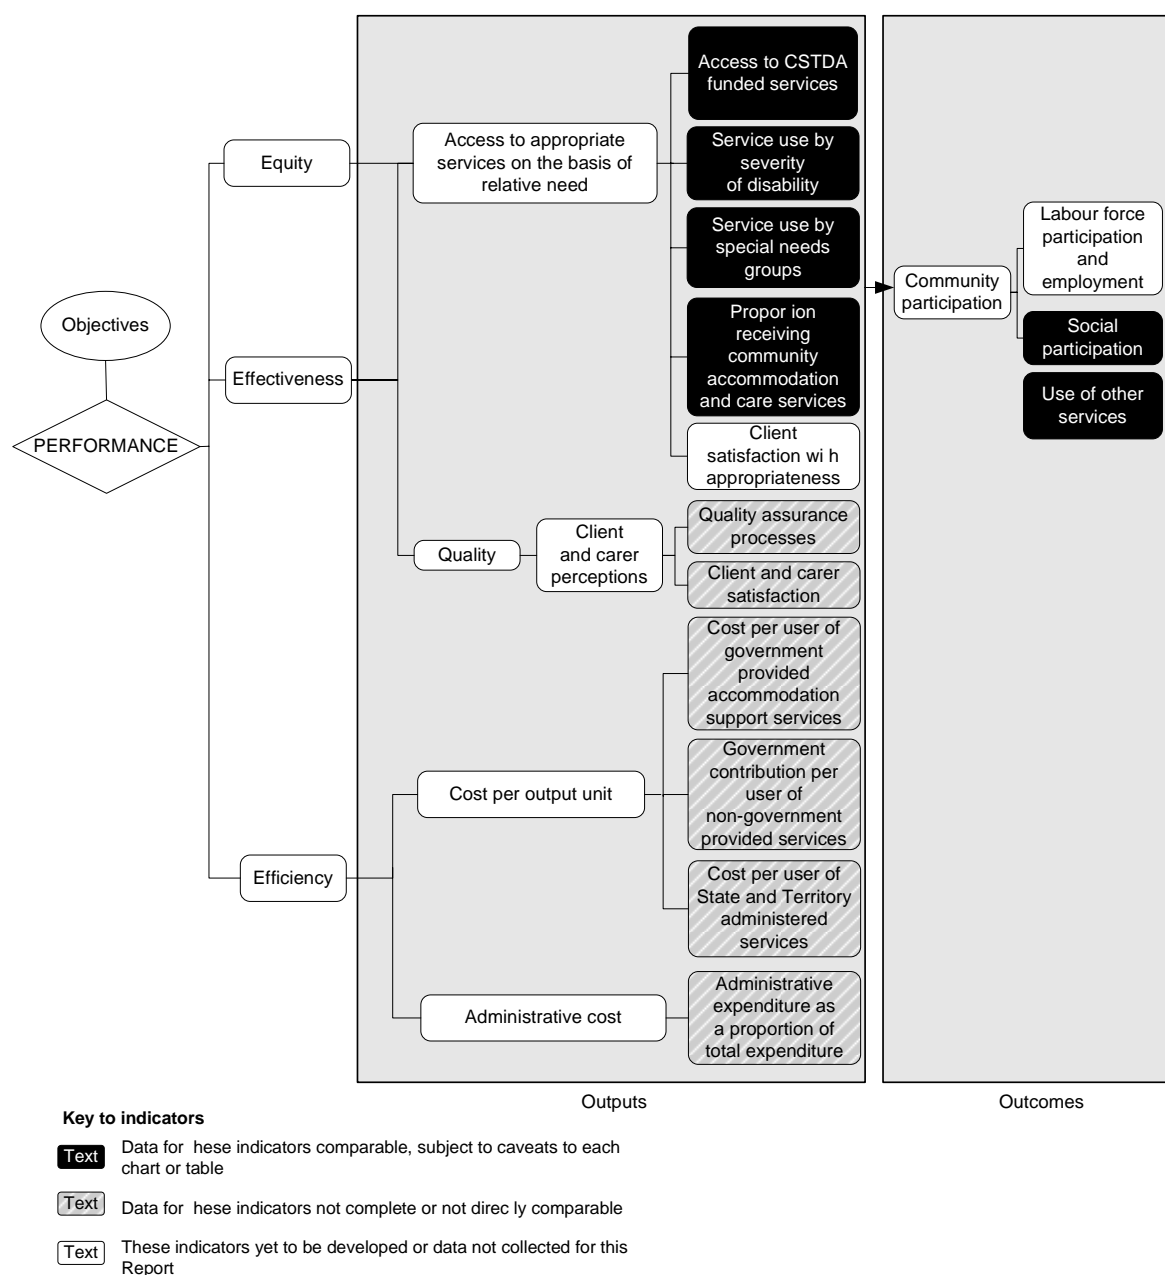 Objectives
PERFORMANCE
Equity
Effectiveness
Efficiency
Access to appropriate
services on the basis of
relative need
Quality
Client
and carer
perceptions
Cost per output unit
Administrative cost
Access to CSTDA
funded services
Service use by
severity
of disability
Service use by
special needs
groups
Propor ion
receiving
community
accommodation
and care services
Client
satisfaction wi h
appropriateness
Quality assurance
processes
Client and carer
satisfaction
Cost per user of
government
provided
accommodation
support services
Government
contribution per
user of
non-government
provided services
Cost per user of
State and Territory
administered
services
Administrative
expenditure as
a proportion of
total expenditure
Outputs
Community
participation
Labour force
participation
and
employment
Social
participation
Use of other
services
Outcomes
Key to indicators
Text
Data for hese indicators comparable, subject to caveats to each
chart or table
Text
Data for hese indicators not complete or not direc ly comparable
Text
These indicators yet to be developed or data not collected for this
Report